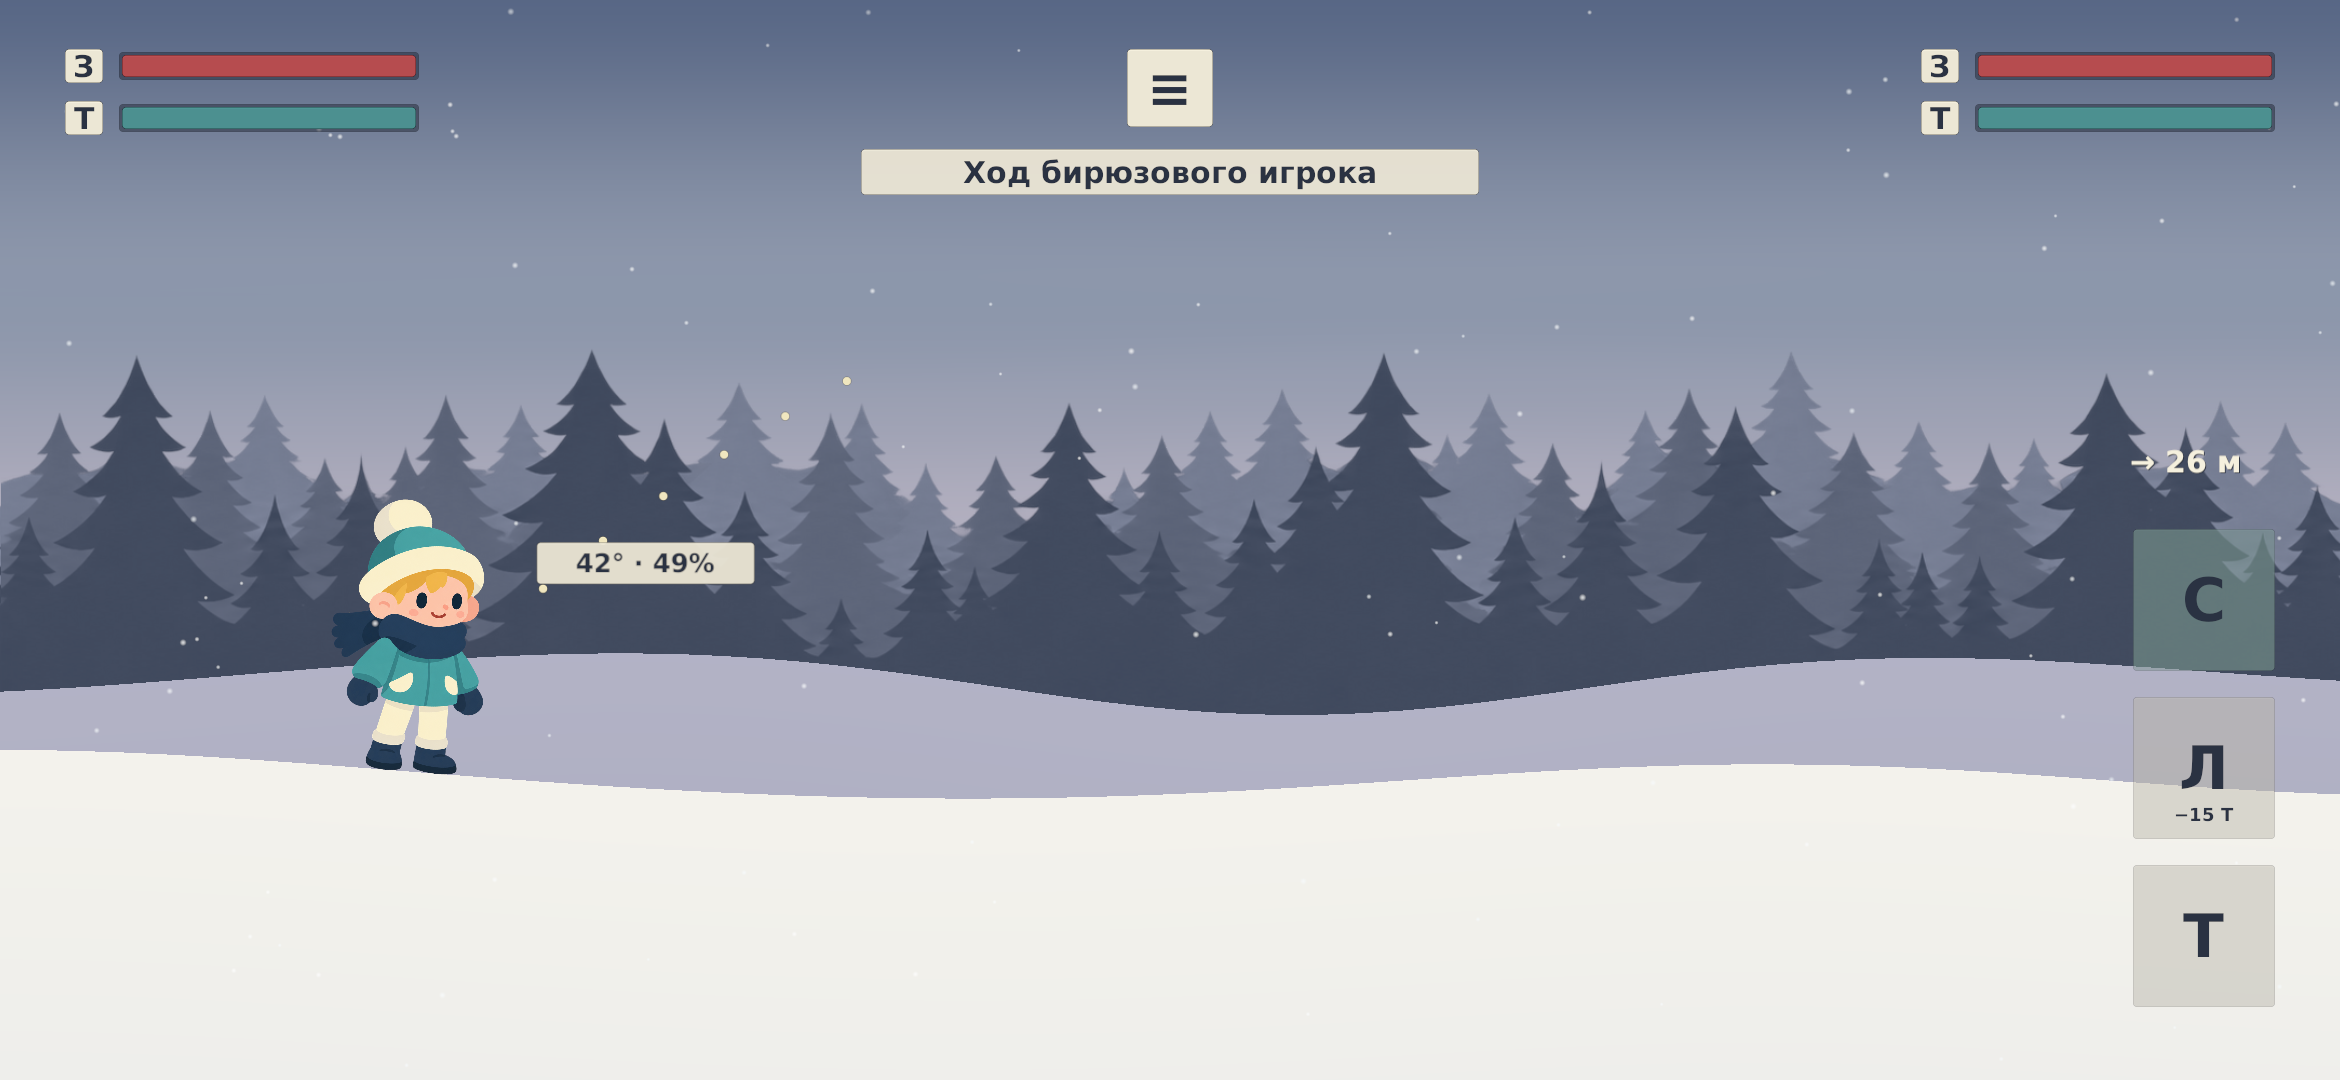 З
Т
☰
З
Т
Ход бирюзового игрока
→ 26 м
42° · 49%
С
Л
−15 Т
Т